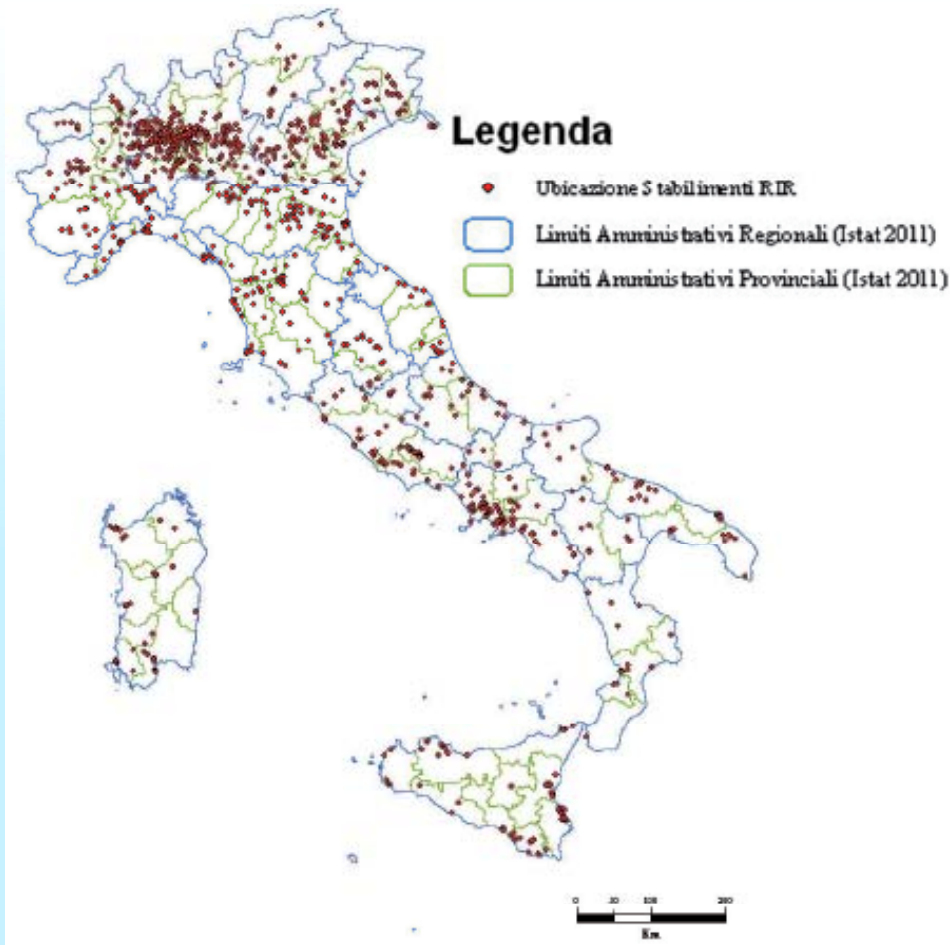 Legenda
Ubicazione Stabilimenti RIR
Limiti Amministrativi Regionali (Istat 2011)
Limiti Amministrativi Provinciali (Istat 2011)
0 50 100 200
Km